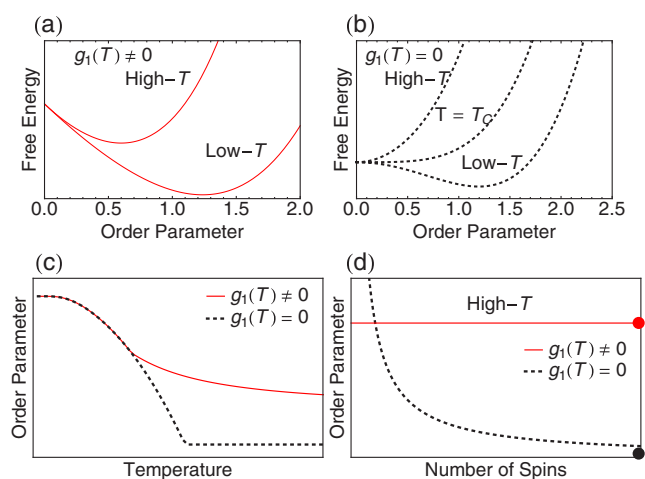 (a)
g₁(T) ≠ 0
High−T
Low−T
Free Energy
0.0 0.5 1.0 1.5 2.0
Order Parameter
(b)
g₁(T) = 0
High−T
T = T_C
Low−T
Free Energy
0.0 0.5 1.0 1.5 2.0 2.5
Order Parameter
(c)
g₁(T) ≠ 0
g₁(T) = 0
Order Parameter
Temperature
(d)
High−T
g₁(T) ≠ 0
g₁(T) = 0
Order Parameter
Number of Spins